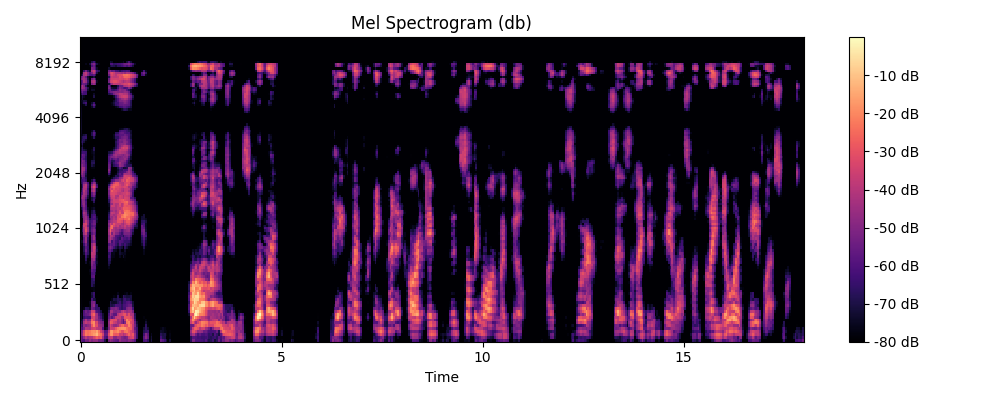 Mel Spectrogram (db)
8192
4096
2048
1024
512
0
Hz
0 5 10 15
Time
-10 dB
-20 dB
-30 dB
-40 dB
-50 dB
-60 dB
-70 dB
-80 dB